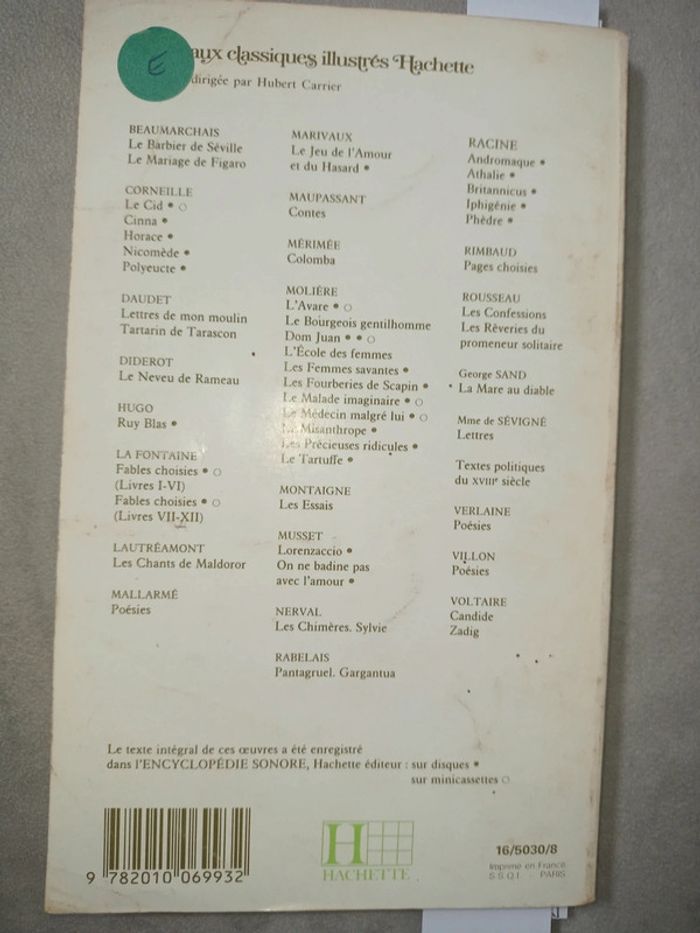 E
aux classiques illustrés Hachette
dirigée par Hubert Carrier
BEAUMARCHAIS
Le Barbier de Séville
Le Mariage de Figaro
CORNEILLE
Le Cid • ○
Cinna •
Horace •
Nicomède •
Polyeucte •
DAUDET
Lettres de mon moulin
Tartarin de Tarascon
DIDEROT
Le Neveu de Rameau
HUGO
Ruy Blas •
LA FONTAINE
Fables choisies • ○
(Livres I-VI)
Fables choisies • ○
(Livres VII-XII)
LAUTRÉAMONT
Les Chants de Maldoror
MALLARMÉ
Poésies
MARIVAUX
Le Jeu de l'Amour
et du Hasard •
MAUPASSANT
Contes
MÉRIMÉE
Colomba
MOLIÈRE
L'Avare • ○
Le Bourgeois gentilhomme
Dom Juan • • ○
L'École des femmes
Les Femmes savantes •
Les Fourberies de Scapin •
Le Malade imaginaire • ○
Le Médecin malgré lui • ○
Le Misanthrope •
Les Précieuses ridicules •
Le Tartuffe •
MONTAIGNE
Les Essais
MUSSET
Lorenzaccio •
On ne badine pas
avec l'amour •
NERVAL
Les Chimères. Sylvie
RABELAIS
Pantagruel. Gargantua
RACINE
Andromaque •
Athalie •
Britannicus •
Iphigénie •
Phèdre •
RIMBAUD
Pages choisies
ROUSSEAU
Les Confessions
Les Rêveries du
promeneur solitaire
George SAND
La Mare au diable
Mme de SÉVIGNÉ
Lettres
Textes politiques
du XVIIIe siècle
VERLAINE
Poésies
VILLON
Poésies
VOLTAIRE
Candide
Zadig
Le texte intégral de ces œuvres a été enregistré
dans l'ENCYCLOPÉDIE SONORE, Hachette éditeur : sur disques •
sur minicassettes ○
9 782010 069932
H
HACHETTE
16/5030/8
Imprimé en France
S.S.Q.I. - PARIS